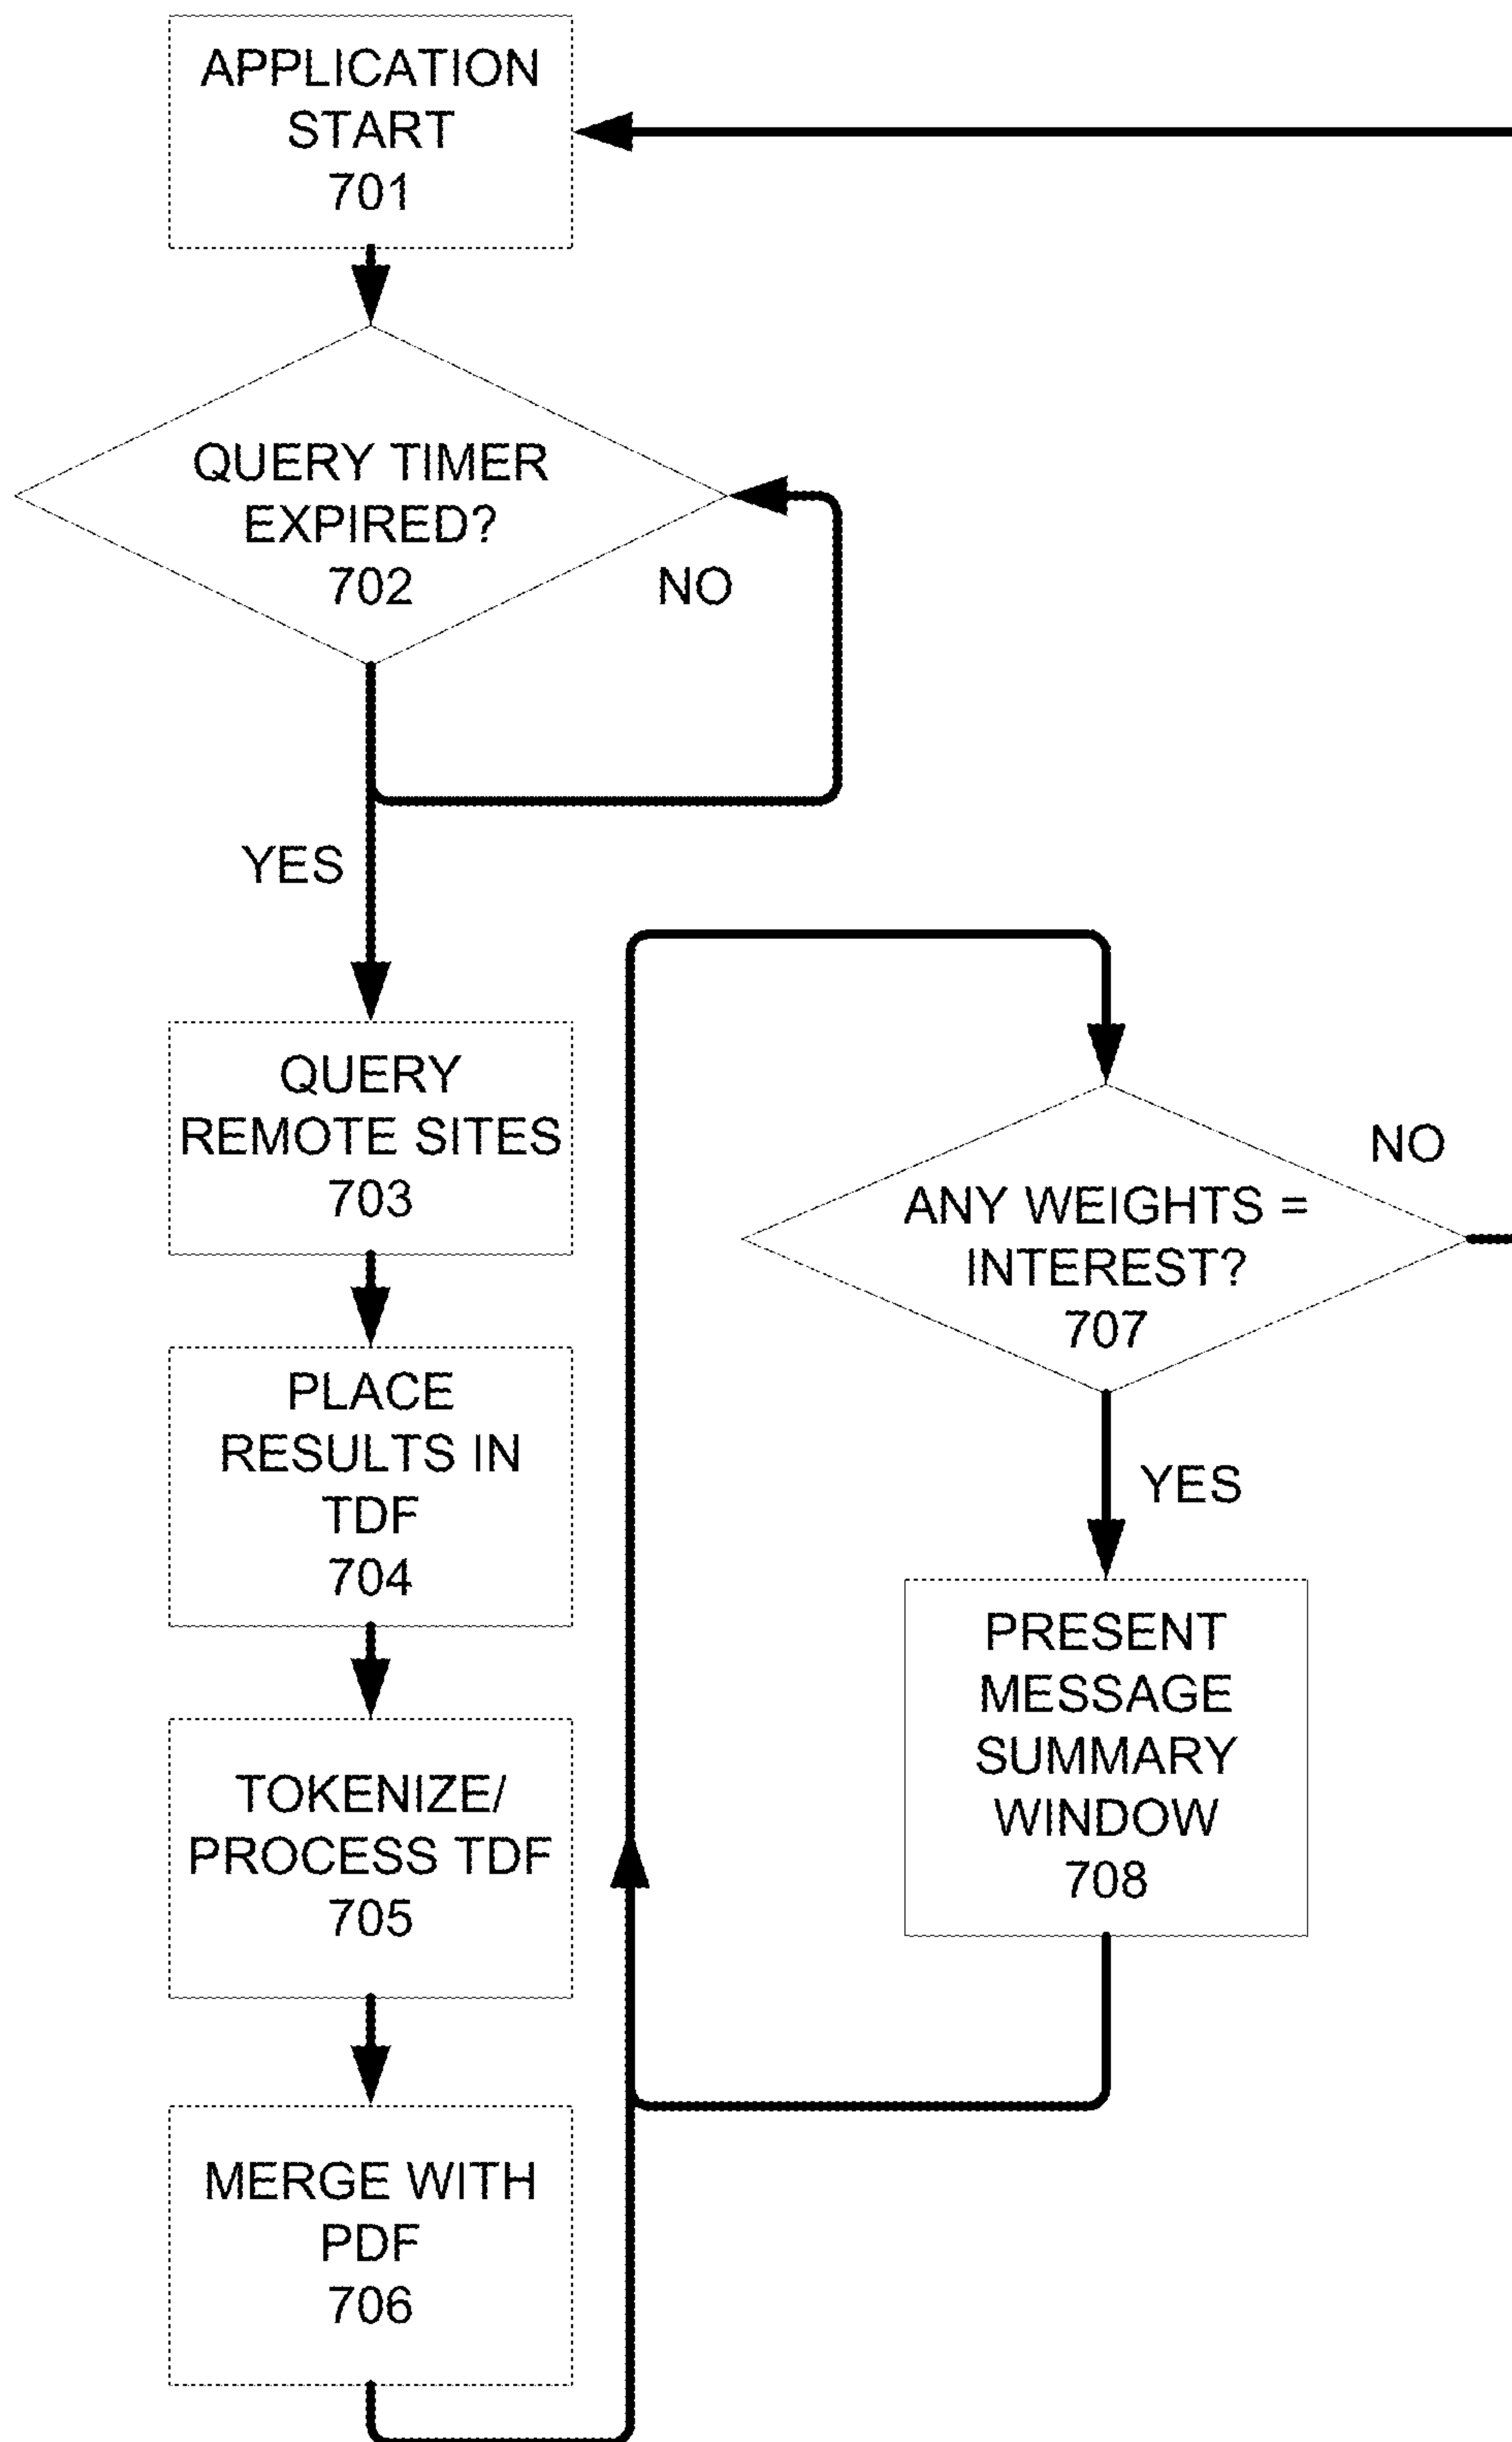 APPLICATION
START
701
QUERY TIMER
EXPIRED?
702
NO
YES
QUERY
REMOTE SITES
703
PLACE
RESULTS IN
TDF
704
TOKENIZE/
PROCESS TDF
705
MERGE WITH
PDF
706
ANY WEIGHTS =
INTEREST?
707
NO
YES
PRESENT
MESSAGE
SUMMARY
WINDOW
708